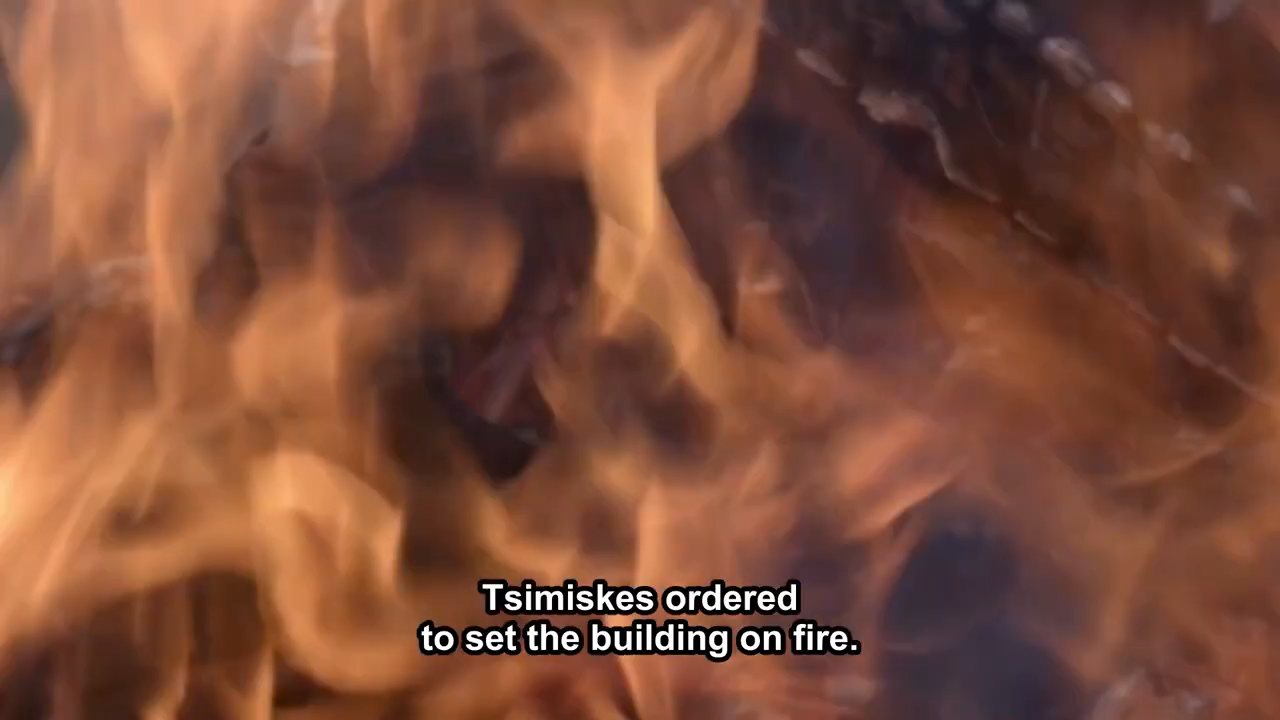 Tsimiskes ordered
to set the building on fire.